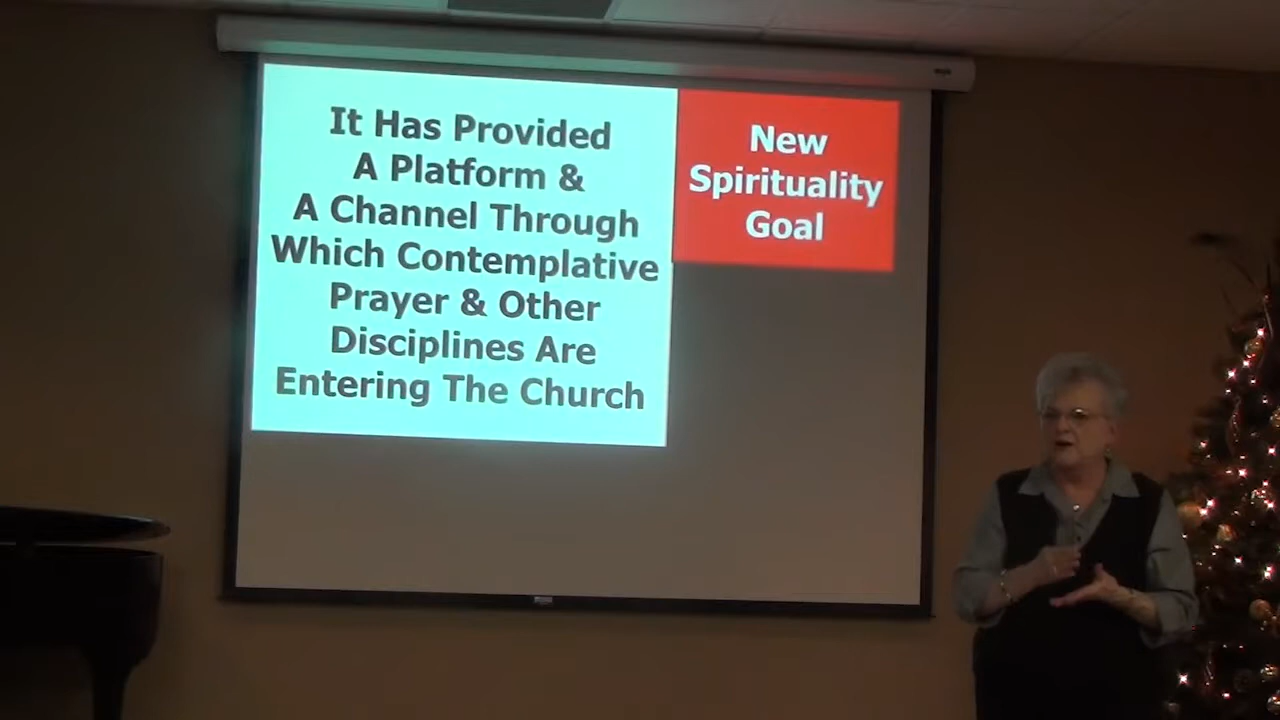 It Has Provided
A Platform &
A Channel Through
Which Contemplative
Prayer & Other
Disciplines Are
Entering The Church
New
Spirituality
Goal